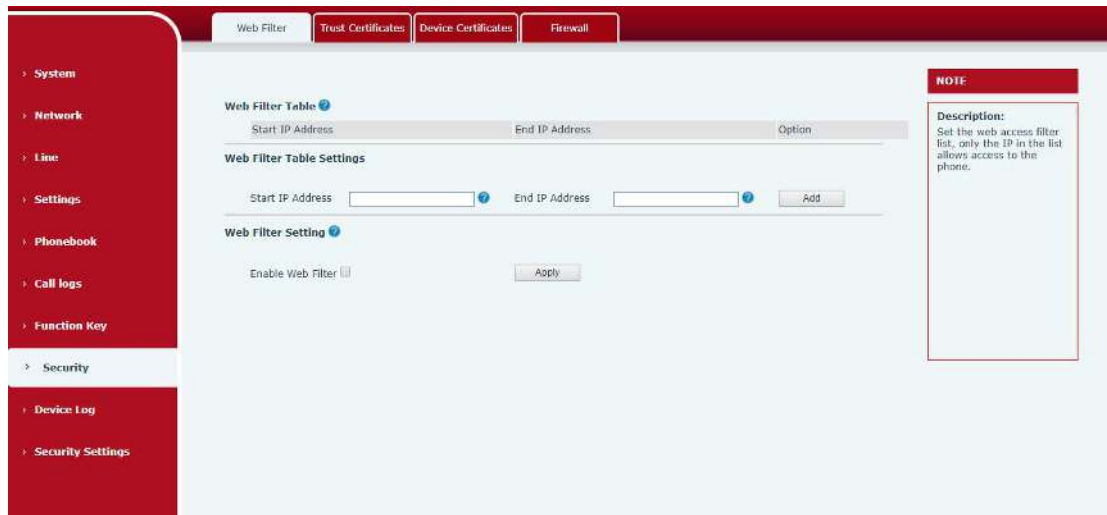 Web Filter Trust Certificates Device Certificates Firewall
System
Network
Line
Settings
Phonebook
Call logs
Function Key
Security
Device Log
Security Settings
Web Filter Table
Start IP Address End IP Address Option
Web Filter Table Settings
Start IP Address End IP Address Add
Web Filter Setting
Enable Web Filter Apply
NOTE
Description:
Set the web access filter
list, only the IP in the list
allows access to the
phone.